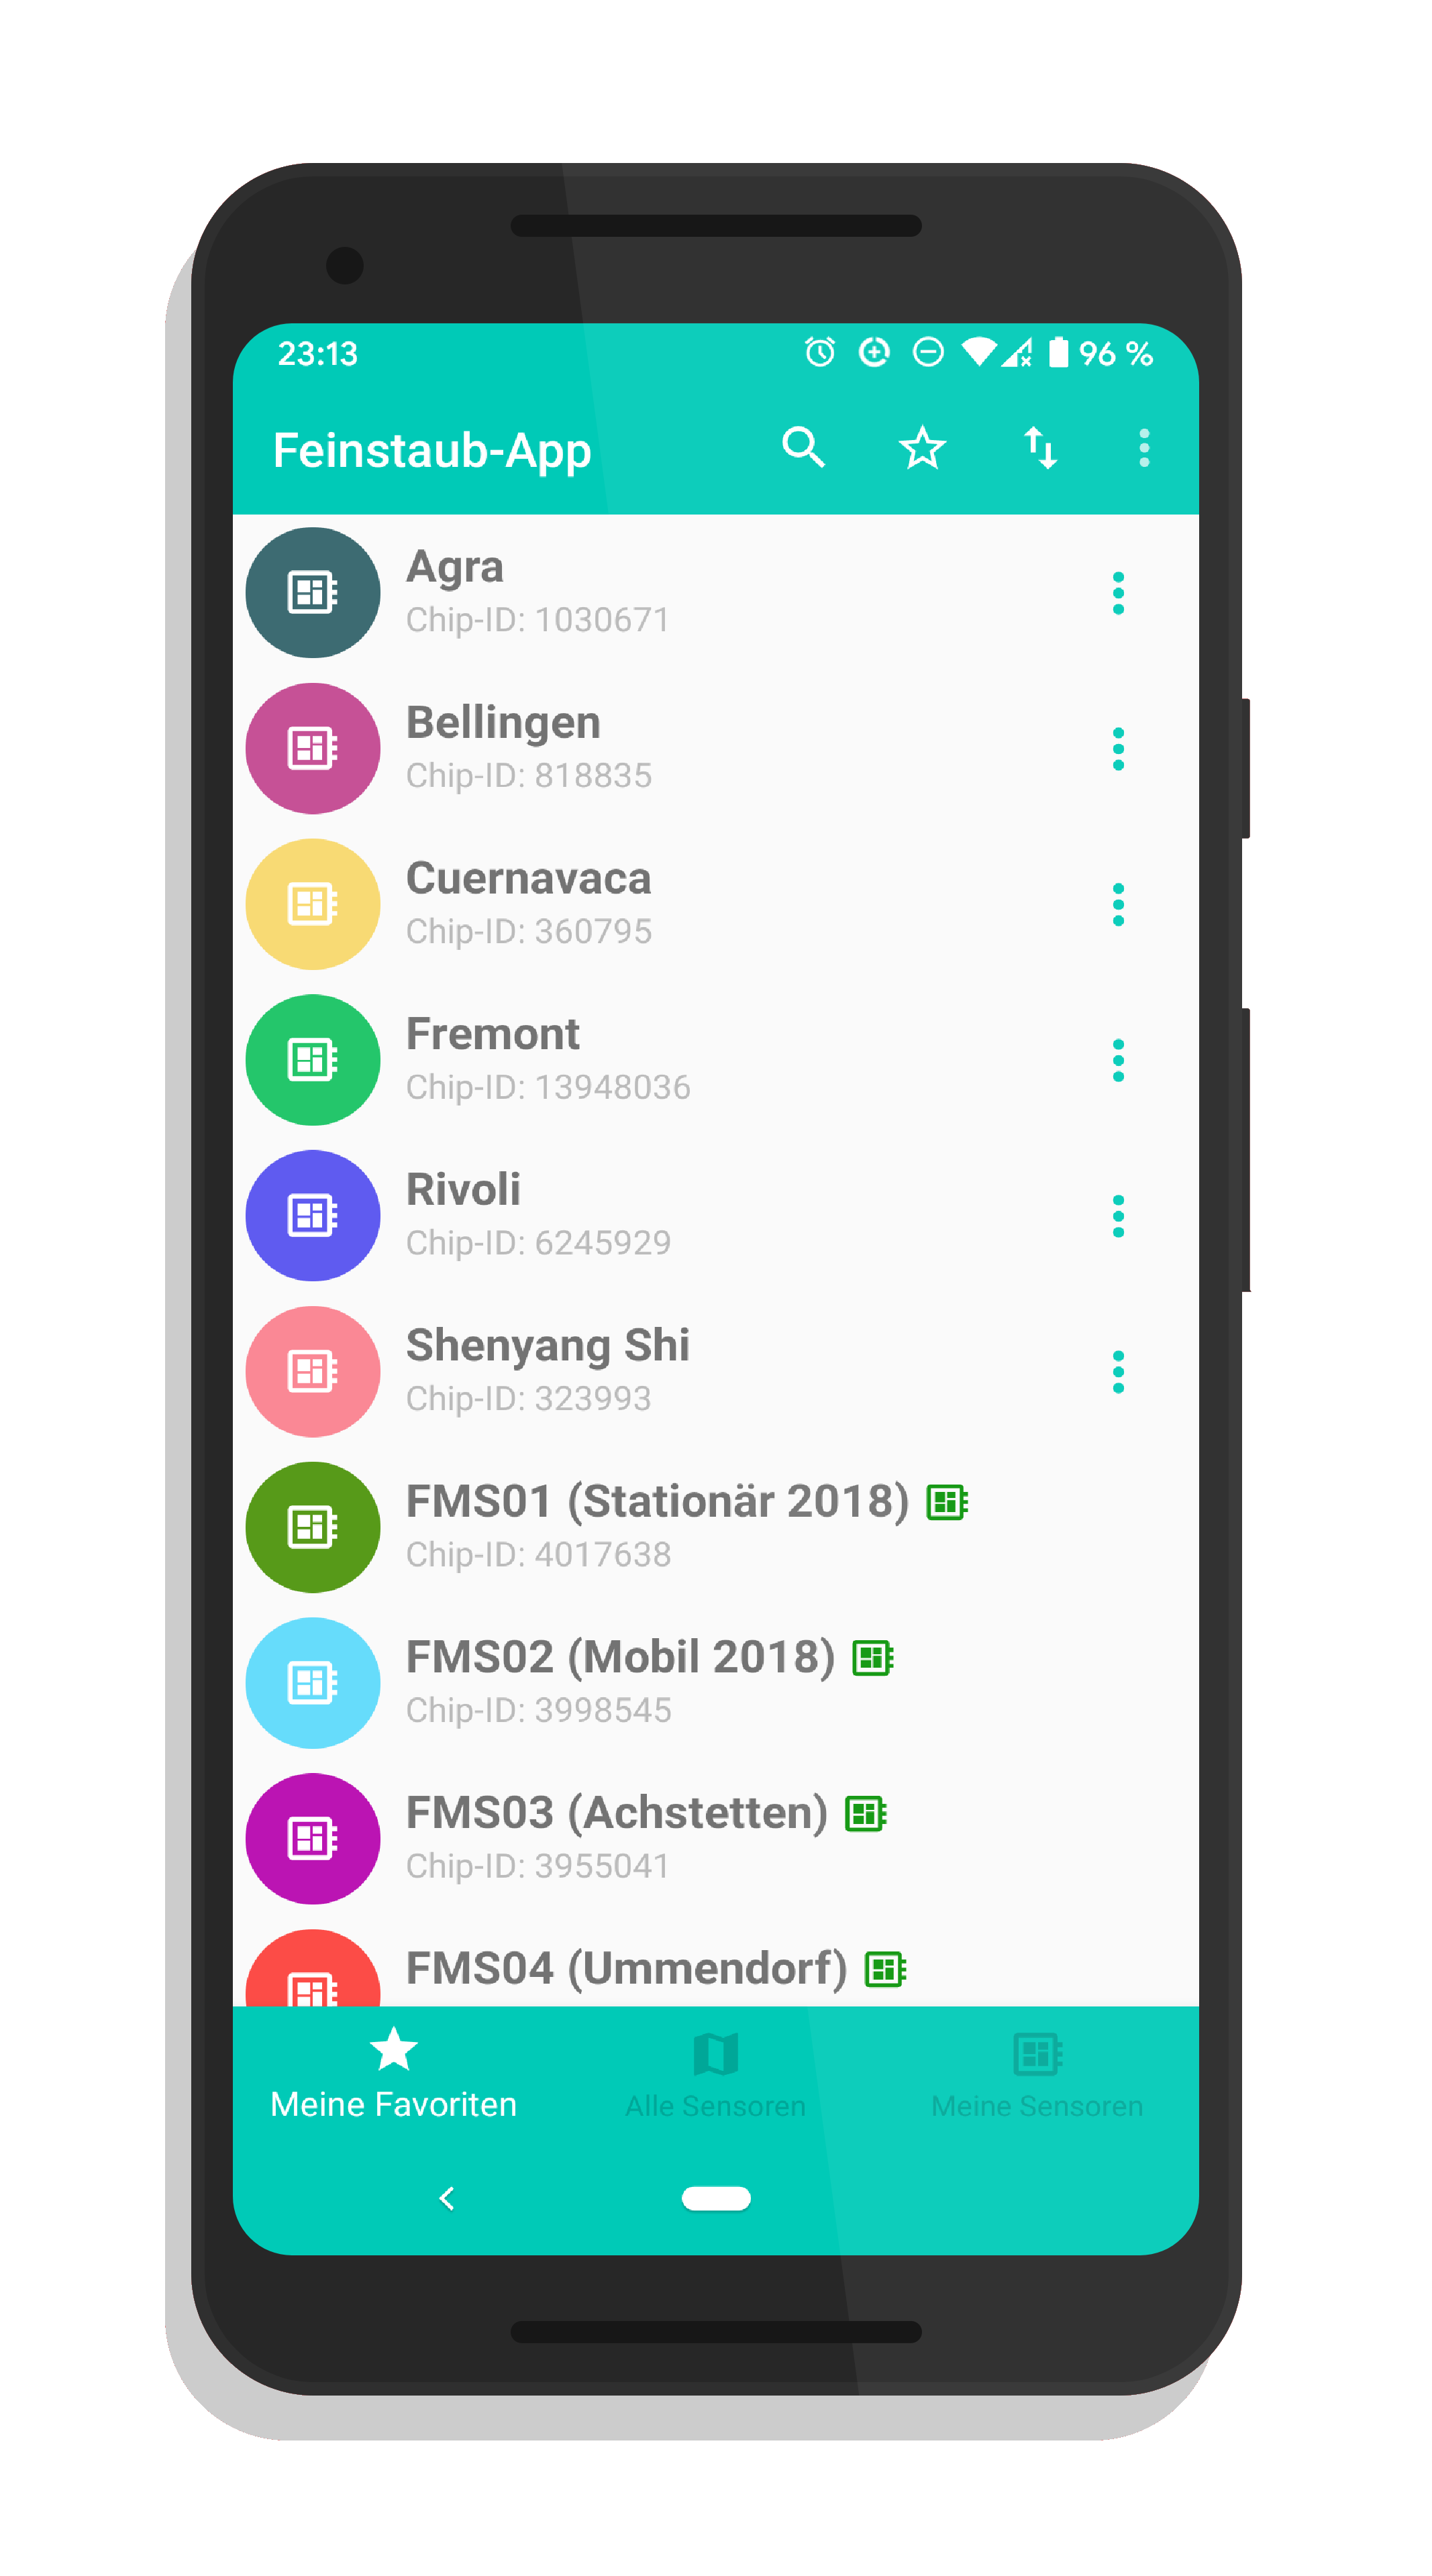 23:13
96 %
Feinstaub-App
Agra
Chip-ID: 1030671
Bellingen
Chip-ID: 818835
Cuernavaca
Chip-ID: 360795
Fremont
Chip-ID: 13948036
Rivoli
Chip-ID: 6245929
Shenyang Shi
Chip-ID: 323993
FMS01 (Stationär 2018)
Chip-ID: 4017638
FMS02 (Mobil 2018)
Chip-ID: 3998545
FMS03 (Achstetten)
Chip-ID: 3955041
FMS04 (Ummendorf)
Meine Favoriten
Alle Sensoren
Meine Sensoren